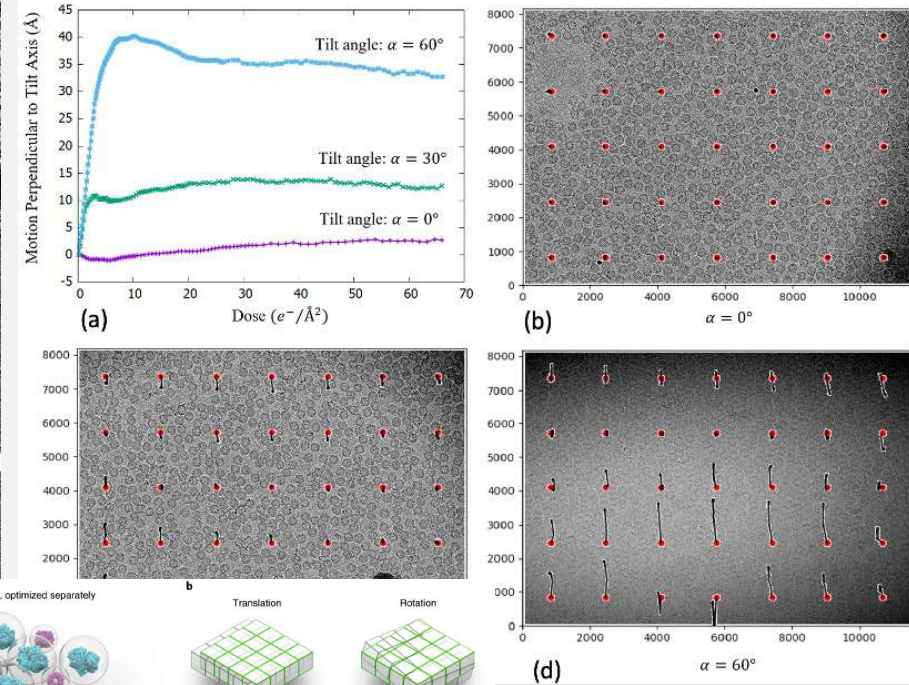 Motion Perpendicular to Tilt Axis (Å)
45
40
35
30
25
20
15
10
5
0
-5
Tilt angle: α = 60°
Tilt angle: α = 30°
Tilt angle: α = 0°
0 10 20 30 40 50 60 70
(a) Dose (e⁻/Å²)
8000
7000
6000
5000
4000
3000
2000
1000
0
0 2000 4000 6000 8000 10000
(b) α = 0°
8000
7000
6000
5000
4000
3000
2000
8000
7000
6000
5000
4000
3000
2000
1000
0
0 2000 4000 6000 8000 10000
(d) α = 60°
, optimized separately
b
Translation
Rotation